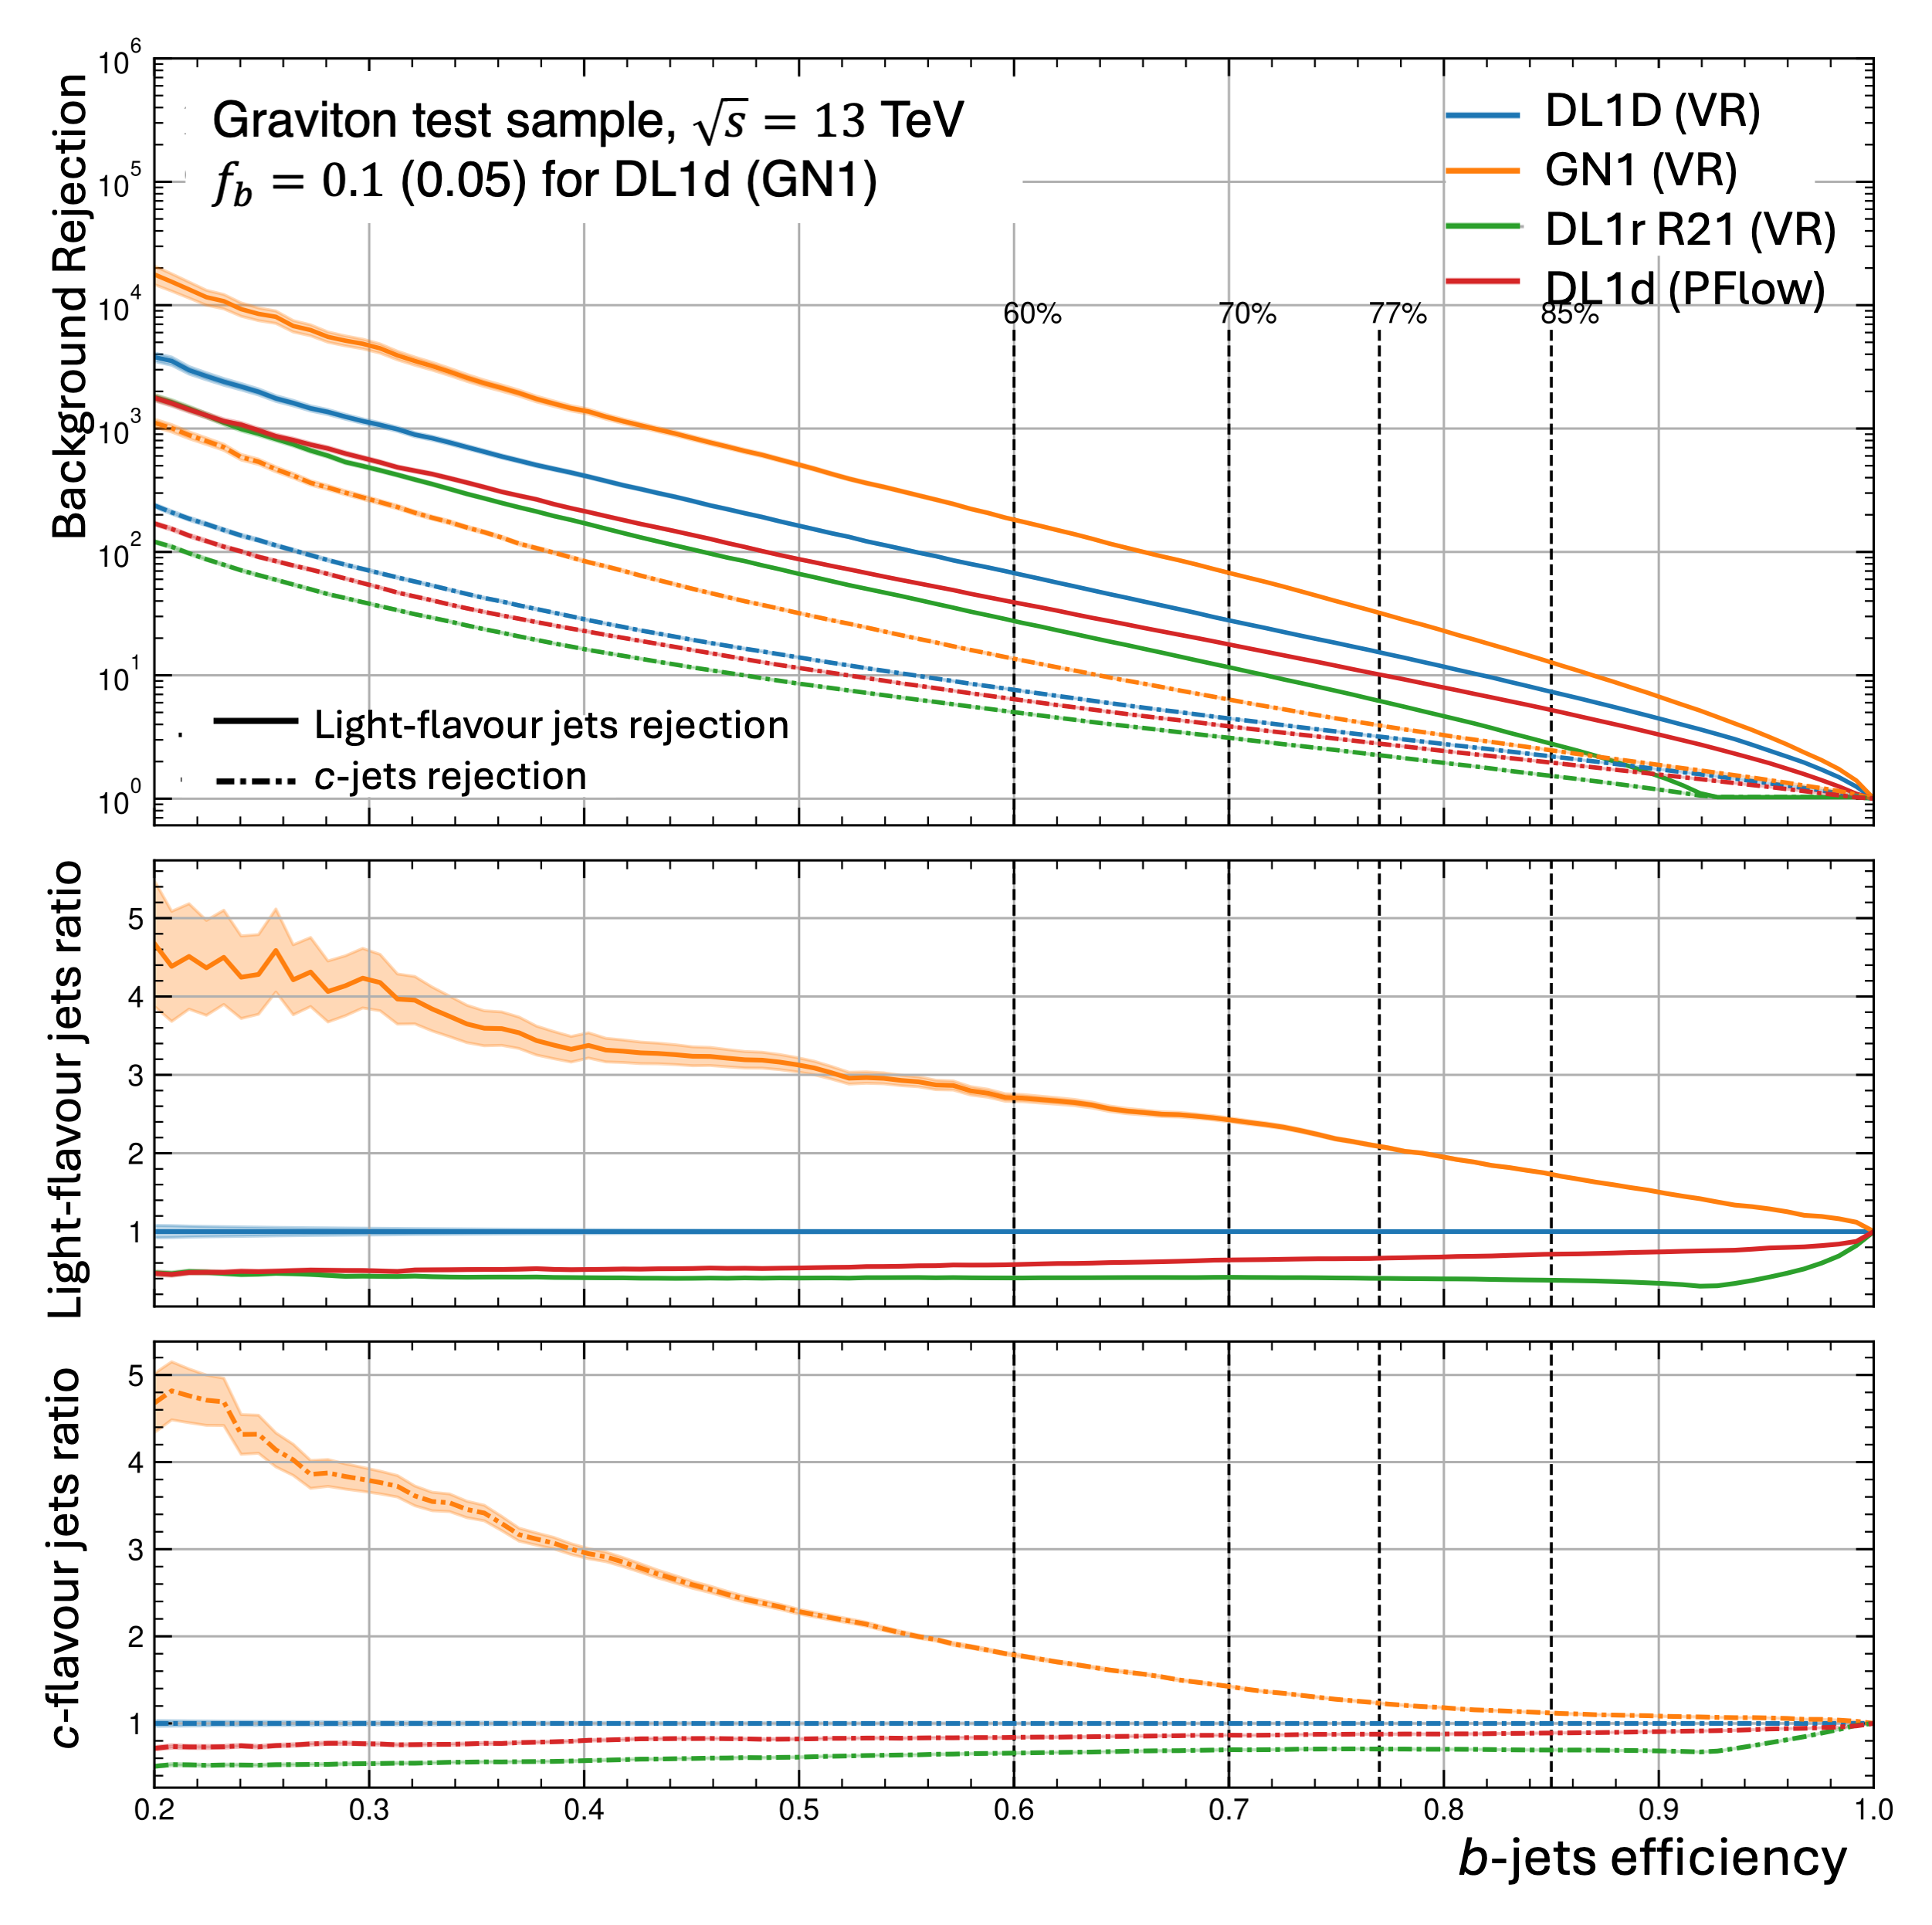 Background Rejection
10^6
10^5
10^4
10^3
10^2
10^1
10^0
Graviton test sample, √s = 13 TeV
f_b = 0.1 (0.05) for DL1d (GN1)
DL1D (VR)
GN1 (VR)
DL1r R21 (VR)
DL1d (PFlow)
60%
70%
77%
85%
Light-flavour jets rejection
c-jets rejection
Light-flavour jets ratio
5
4
3
2
1
c-flavour jets ratio
5
4
3
2
1
0.2 0.3 0.4 0.5 0.6 0.7 0.8 0.9 1.0
b-jets efficiency